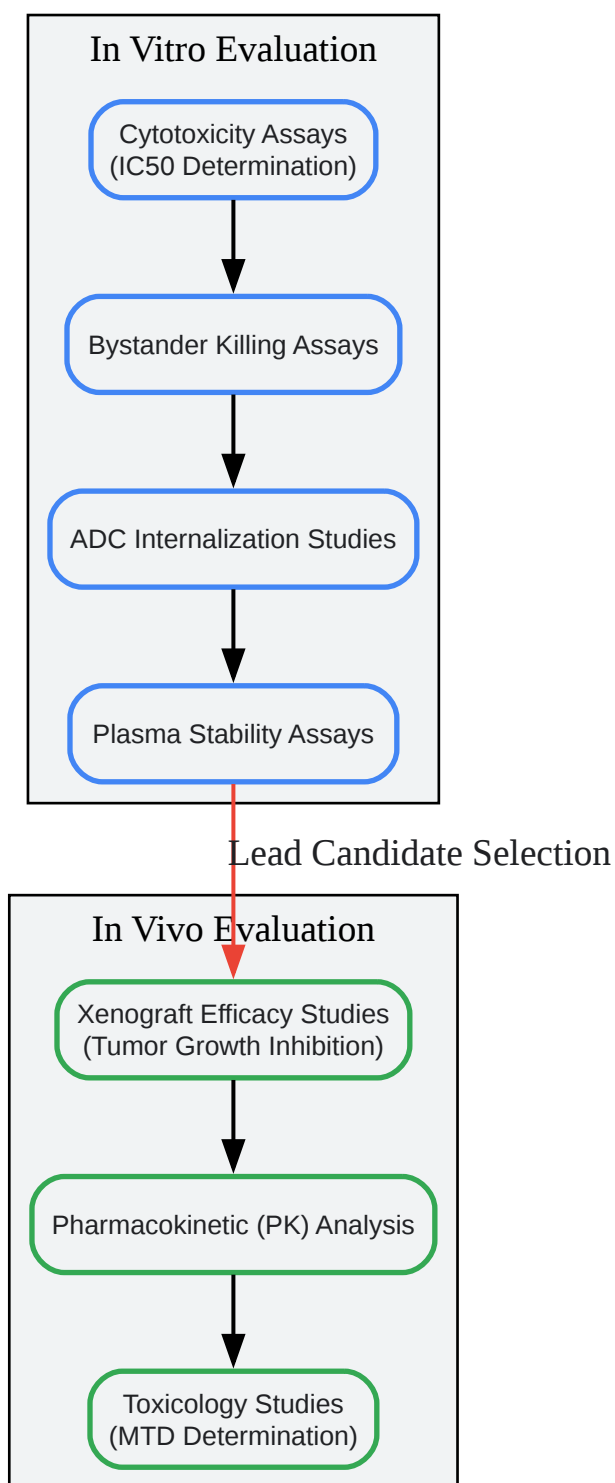 In Vitro Evaluation
Cytotoxicity Assays
(IC50 Determination)
Bystander Killing Assays
ADC Internalization Studies
Plasma Stability Assays
Lead Candidate Selection
In Vivo Evaluation
Xenograft Efficacy Studies
(Tumor Growth Inhibition)
Pharmacokinetic (PK) Analysis
Toxicology Studies
(MTD Determination)